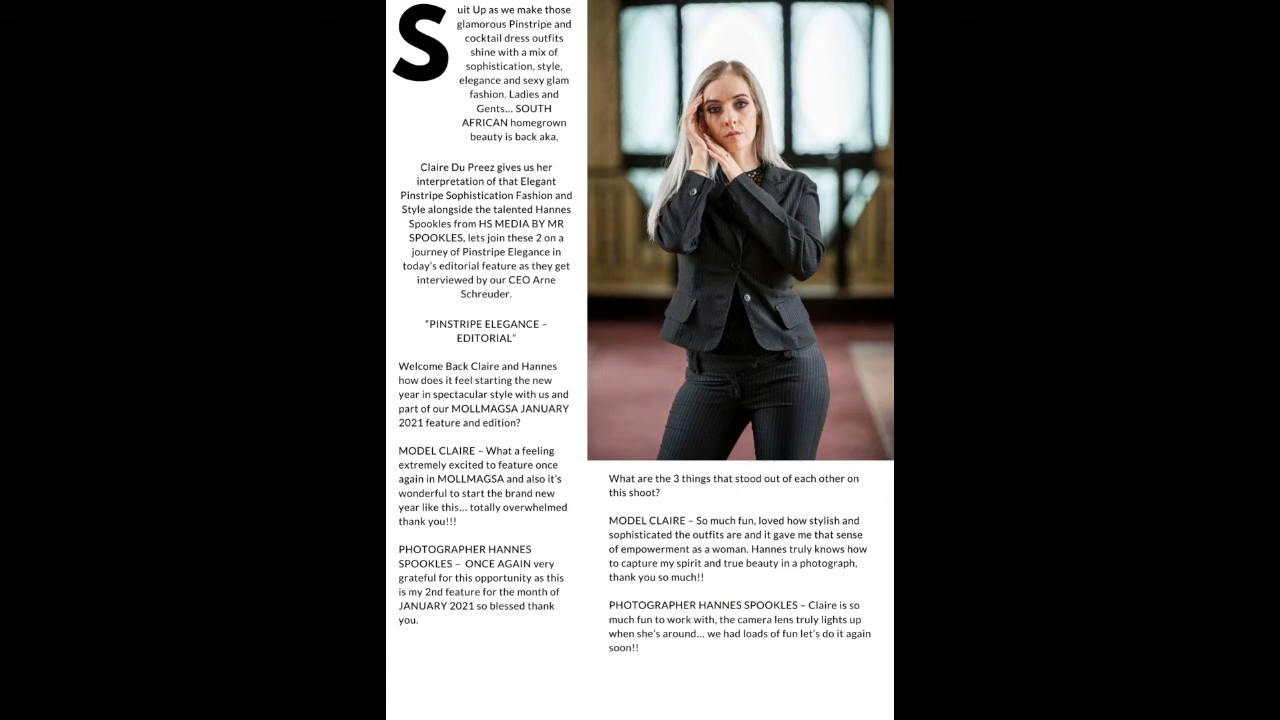 S
uit Up as we make those
glamorous Pinstripe and
cocktail dress outfits
shine with a mix of
sophistication, style,
elegance and sexy glam
fashion. Ladies and
Gents... SOUTH
AFRICAN homegrown
beauty is back aka,
Claire Du Preez gives us her
interpretation of that Elegant
Pinstripe Sophistication Fashion and
Style alongside the talented Hannes
Spookles from HS MEDIA BY MR
SPOOKLES, lets join these 2 on a
journey of Pinstripe Elegance in
today's editorial feature as they get
interviewed by our CEO Arne
Schreuder.
"PINSTRIPE ELEGANCE –
EDITORIAL"
Welcome Back Claire and Hannes
how does it feel starting the new
year in spectacular style with us and
part of our MOLLMAGSA JANUARY
2021 feature and edition?
MODEL CLAIRE – What a feeling
extremely excited to feature once
again in MOLLMAGSA and also it's
wonderful to start the brand new
year like this... totally overwhelmed
thank you!!!
PHOTOGRAPHER HANNES
SPOOKLES – ONCE AGAIN very
grateful for this opportunity as this
is my 2nd feature for the month of
JANUARY 2021 so blessed thank
you.
What are the 3 things that stood out of each other on
this shoot?
MODEL CLAIRE – So much fun, loved how stylish and
sophisticated the outfits are and it gave me that sense
of empowerment as a woman. Hannes truly knows how
to capture my spirit and true beauty in a photograph,
thank you so much!!
PHOTOGRAPHER HANNES SPOOKLES – Claire is so
much fun to work with, the camera lens truly lights up
when she's around... we had loads of fun let's do it again
soon!!